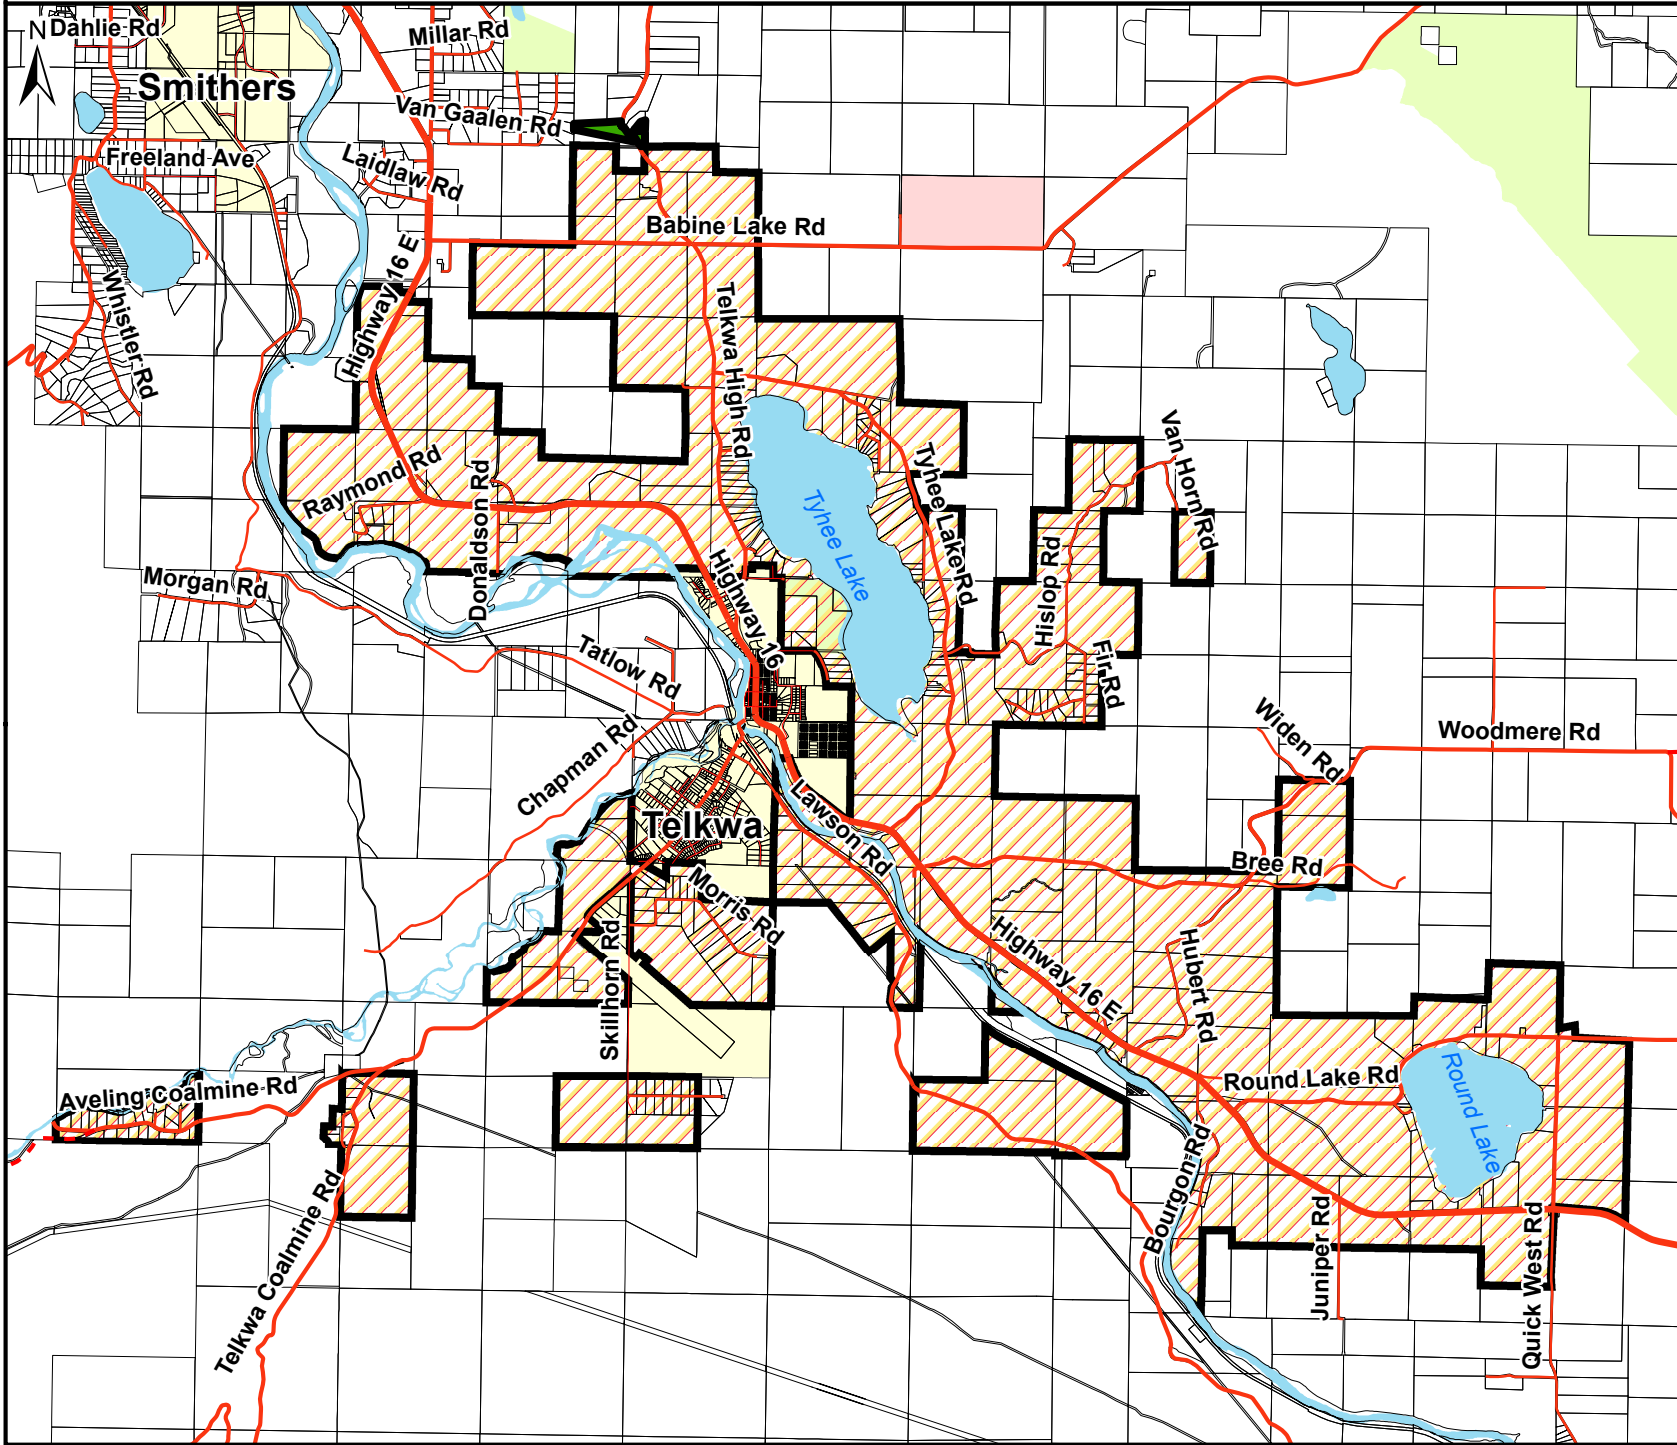 N
Dahlie Rd
Millar Rd
Smithers
Van Gaalen Rd
Freeland Ave
Laidlaw Rd
Babine Lake Rd
Highway 16 E
Whistler Rd
Telkwa High Rd
Van Horn Rd
Raymond Rd
Donaldson Rd
Tyhee Lake Rd
Tyhee Lake
Hislop Rd
Morgan Rd
Highway 16
Tatlow Rd
Fir Rd
Chapman Rd
Widen Rd
Woodmere Rd
Lawson Rd
Telkwa
Bree Rd
Morris Rd
Skillhorn Rd
Highway 16 E
Hubert Rd
Aveling Coalmine Rd
Round Lake Rd
Round Lake
Bourgon Rd
Telkwa Coalmine Rd
Juniper Rd
Quick West Rd